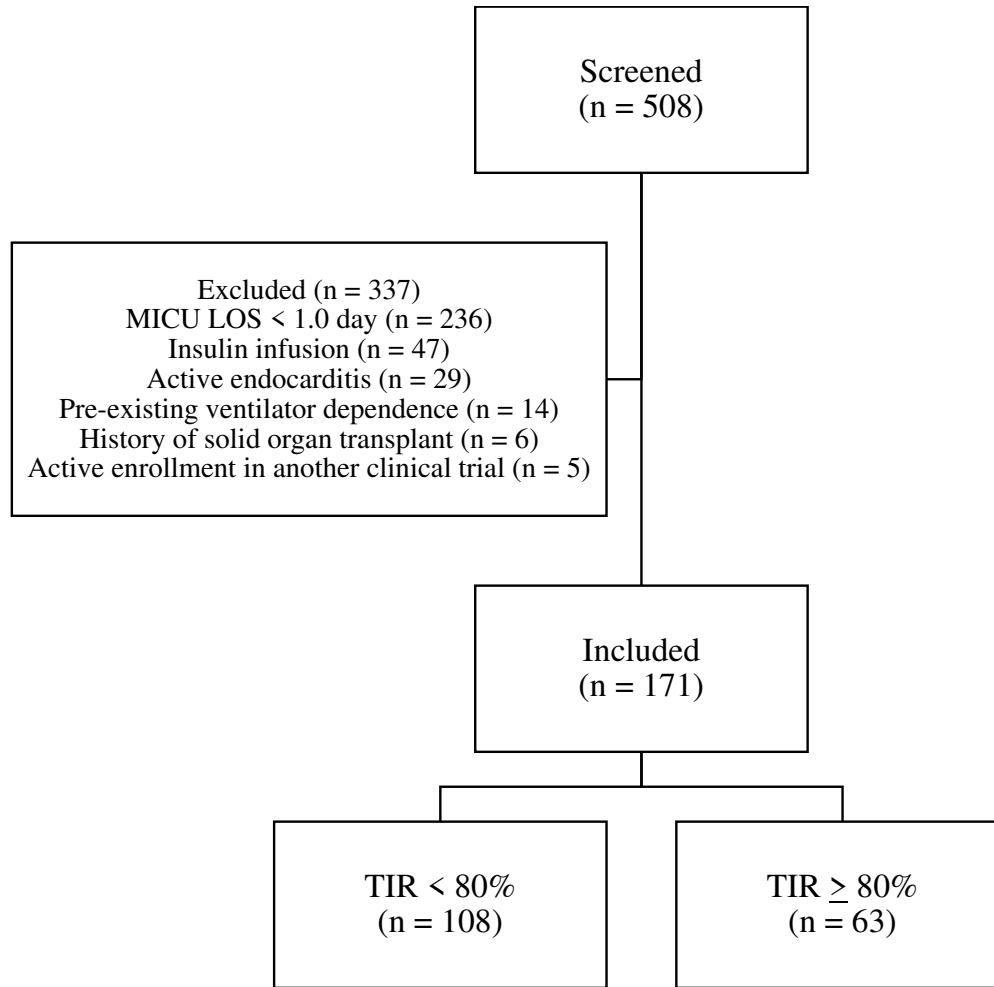 Screened
(n = 508)
Excluded (n = 337)
MICU LOS < 1.0 day (n = 236)
Insulin infusion (n = 47)
Active endocarditis (n = 29)
Pre-existing ventilator dependence (n = 14)
History of solid organ transplant (n = 6)
Active enrollment in another clinical trial (n = 5)
Included
(n = 171)
TIR < 80%
(n = 108)
TIR ≥ 80%
(n = 63)